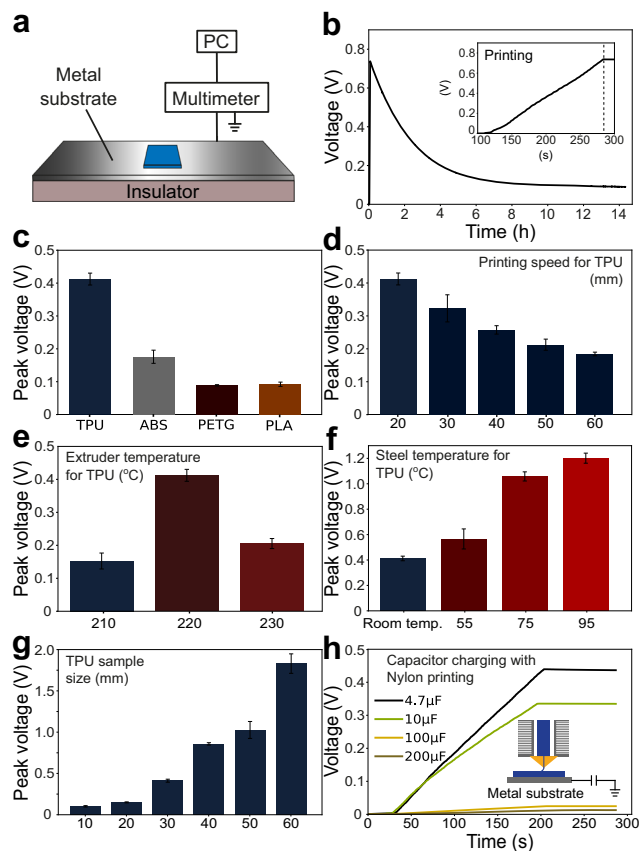 a
PC
Metal
substrate
Multimeter
Insulator
b
Voltage (V)
0.8
0.6
0.4
0.2
0
0 2 4 6 8 10 12 14
Time (h)
Printing
(V)
0.8
0.6
0.4
0.2
0.0
100 150 200 250 300
(s)
c
Peak voltage (V)
0.5
0.4
0.3
0.2
0.1
0
TPU ABS PETG PLA
d
Printing speed for TPU
(mm)
Peak voltage (V)
0.5
0.4
0.3
0.2
0.1
0
20 30 40 50 60
e
Extruder temperature
for TPU (°C)
Peak voltage (V)
0.5
0.4
0.3
0.2
0.1
0
210 220 230
f
Steel temperature for
TPU (°C)
Peak voltage (V)
1.2
1.0
0.8
0.6
0.4
0.2
0
Room temp. 55 75 95
g
TPU sample
size (mm)
Peak voltage (V)
2.0
1.5
1.0
0.5
0
10 20 30 40 50 60
h
Capacitor charging with
Nylon printing
4.7μF
10μF
100μF
200μF
Metal substrate
Voltage (V)
0.5
0.4
0.3
0.2
0.1
0
0 50 100 150 200 250 300
Time (s)